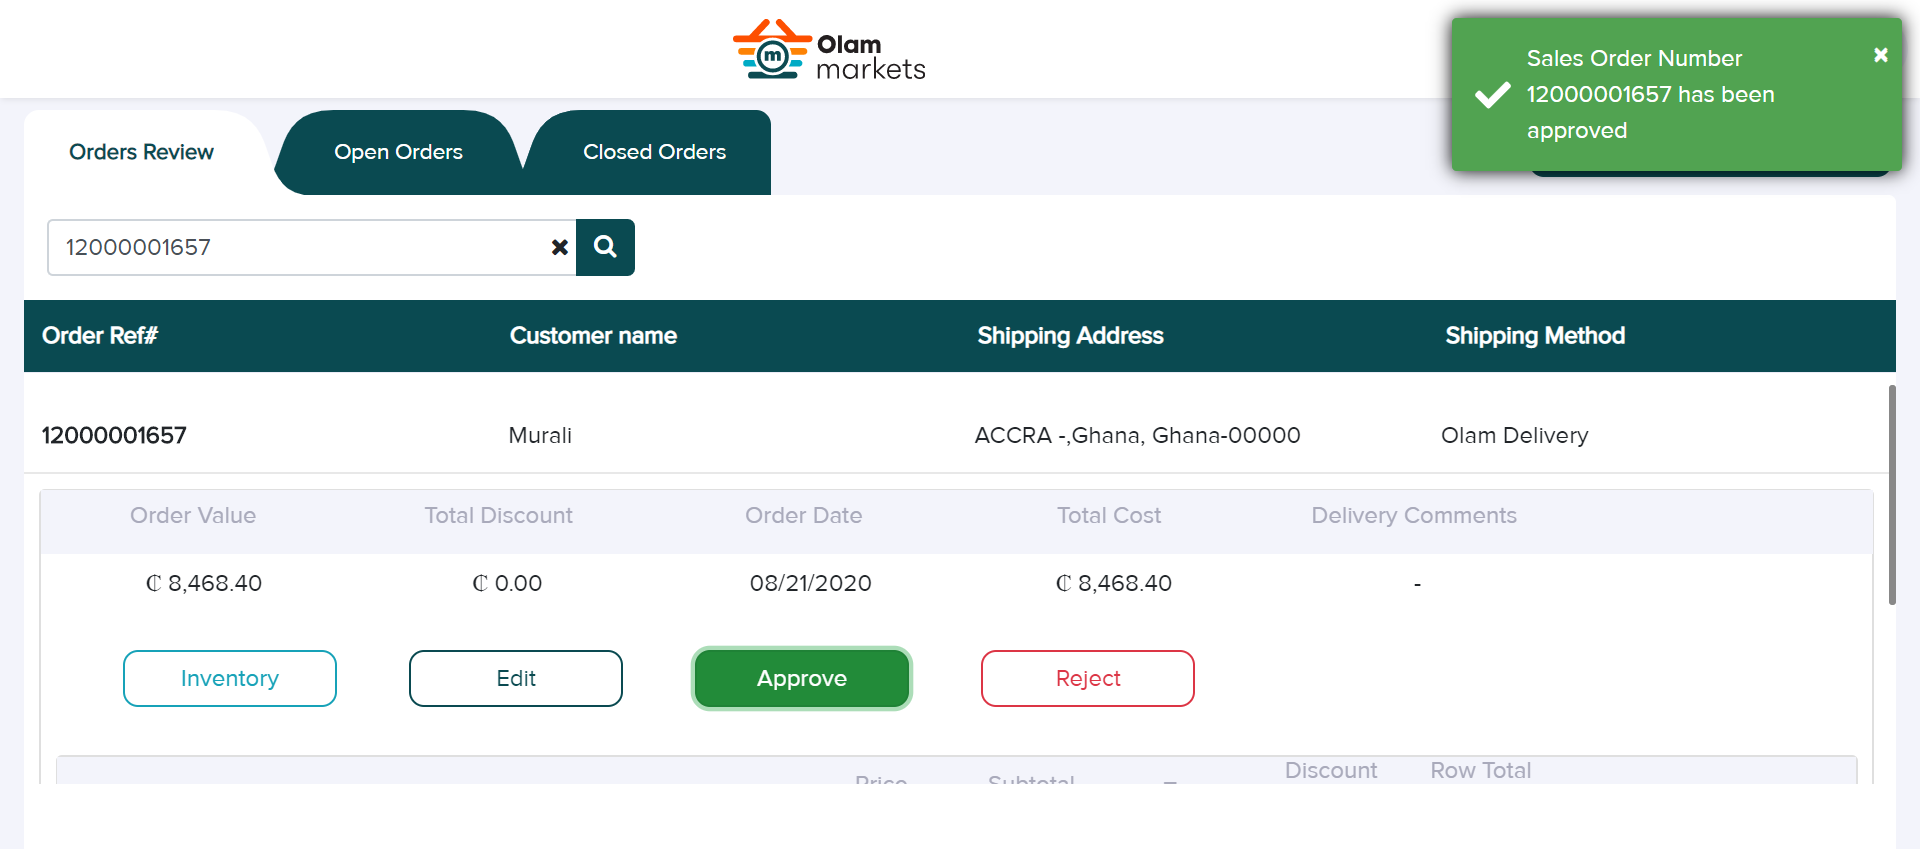 m
Olam
markets
Sales Order Number
12000001657 has been
approved
Orders Review
Open Orders
Closed Orders
12000001657
Order Ref#
Customer name
Shipping Address
Shipping Method
12000001657
Murali
ACCRA -,Ghana, Ghana-00000
Olam Delivery
Order Value
Total Discount
Order Date
Total Cost
Delivery Comments
₵ 8,468.40
₵ 0.00
08/21/2020
₵ 8,468.40
-
Inventory
Edit
Approve
Reject
Price
Subtotal
Discount
Row Total